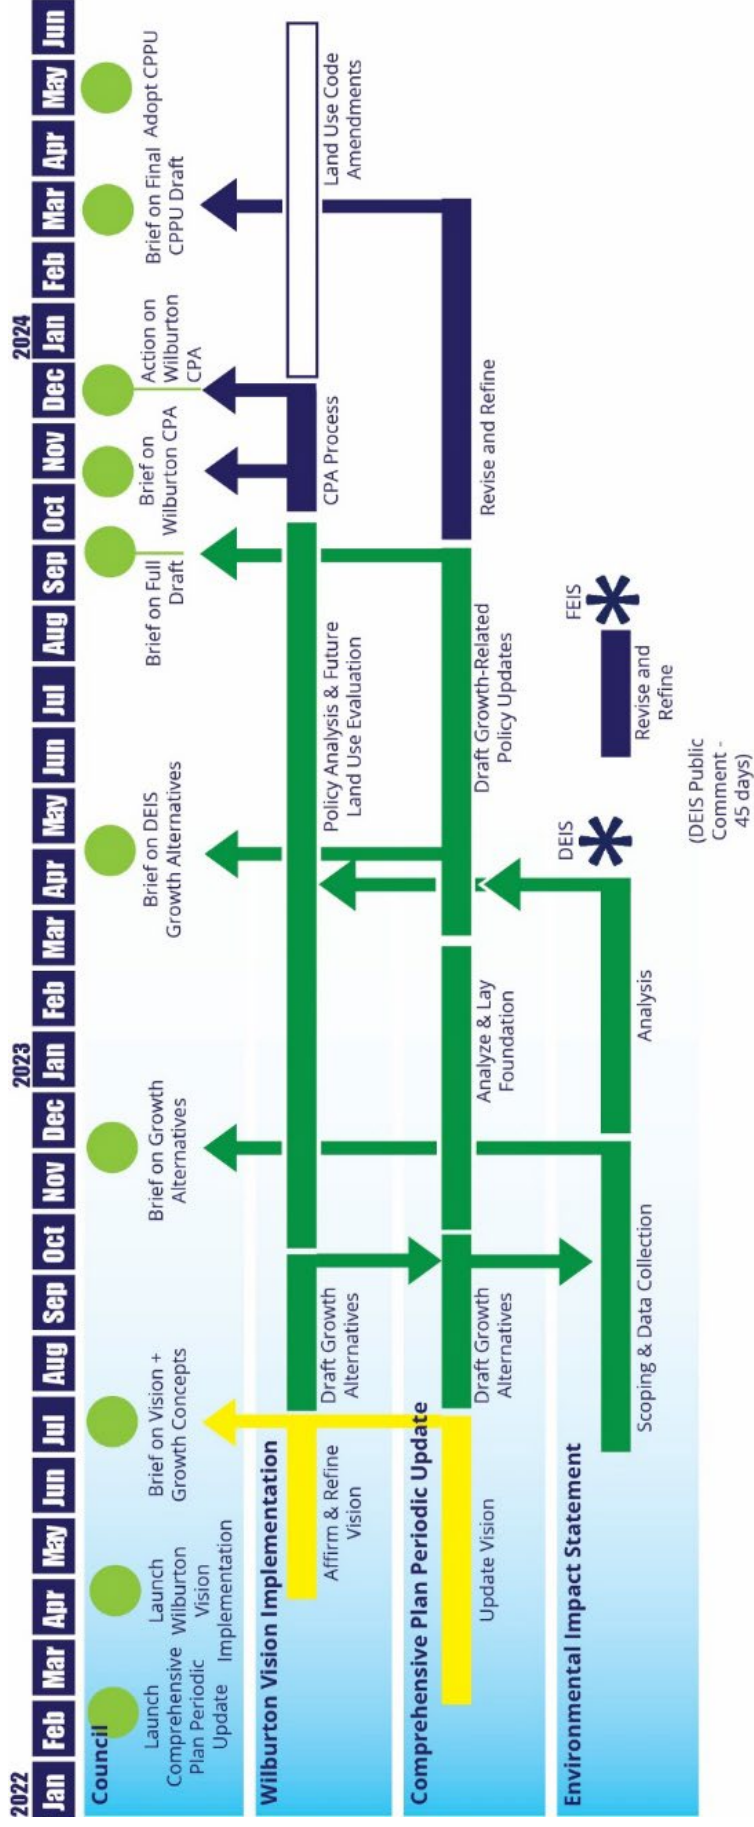 2022
2023
2024
Jan
Feb
Mar
Apr
May
Jun
Jul
Aug
Sep
Oct
Nov
Dec
Jan
Feb
Mar
Apr
May
Jun
Jul
Aug
Sep
Oct
Nov
Dec
Jan
Feb
Mar
Apr
May
Jun
Council
Launch
Comprehensive
Plan Periodic
Update
Launch
Wilburton
Vision
Implementation
Brief on Vision +
Growth Concepts
Brief on Growth
Alternatives
Brief on DEIS
Growth Alternatives
Brief on Full
Draft
Brief on
Wilburton CPA
Action on
Wilburton
CPA
Brief on Final
CPPU Draft
Adopt CPPU
Wilburton Vision Implementation
Affirm & Refine
Vision
Draft Growth
Alternatives
Policy Analysis & Future
Land Use Evaluation
CPA Process
Land Use Code
Amendments
Comprehensive Plan Periodic Update
Update Vision
Draft Growth
Alternatives
Analyze & Lay
Foundation
Draft Growth-Related
Policy Updates
Revise and Refine
Environmental Impact Statement
Scoping & Data Collection
Analysis
DEIS
Revise and
Refine
FEIS
(DEIS Public
Comment -
45 days)